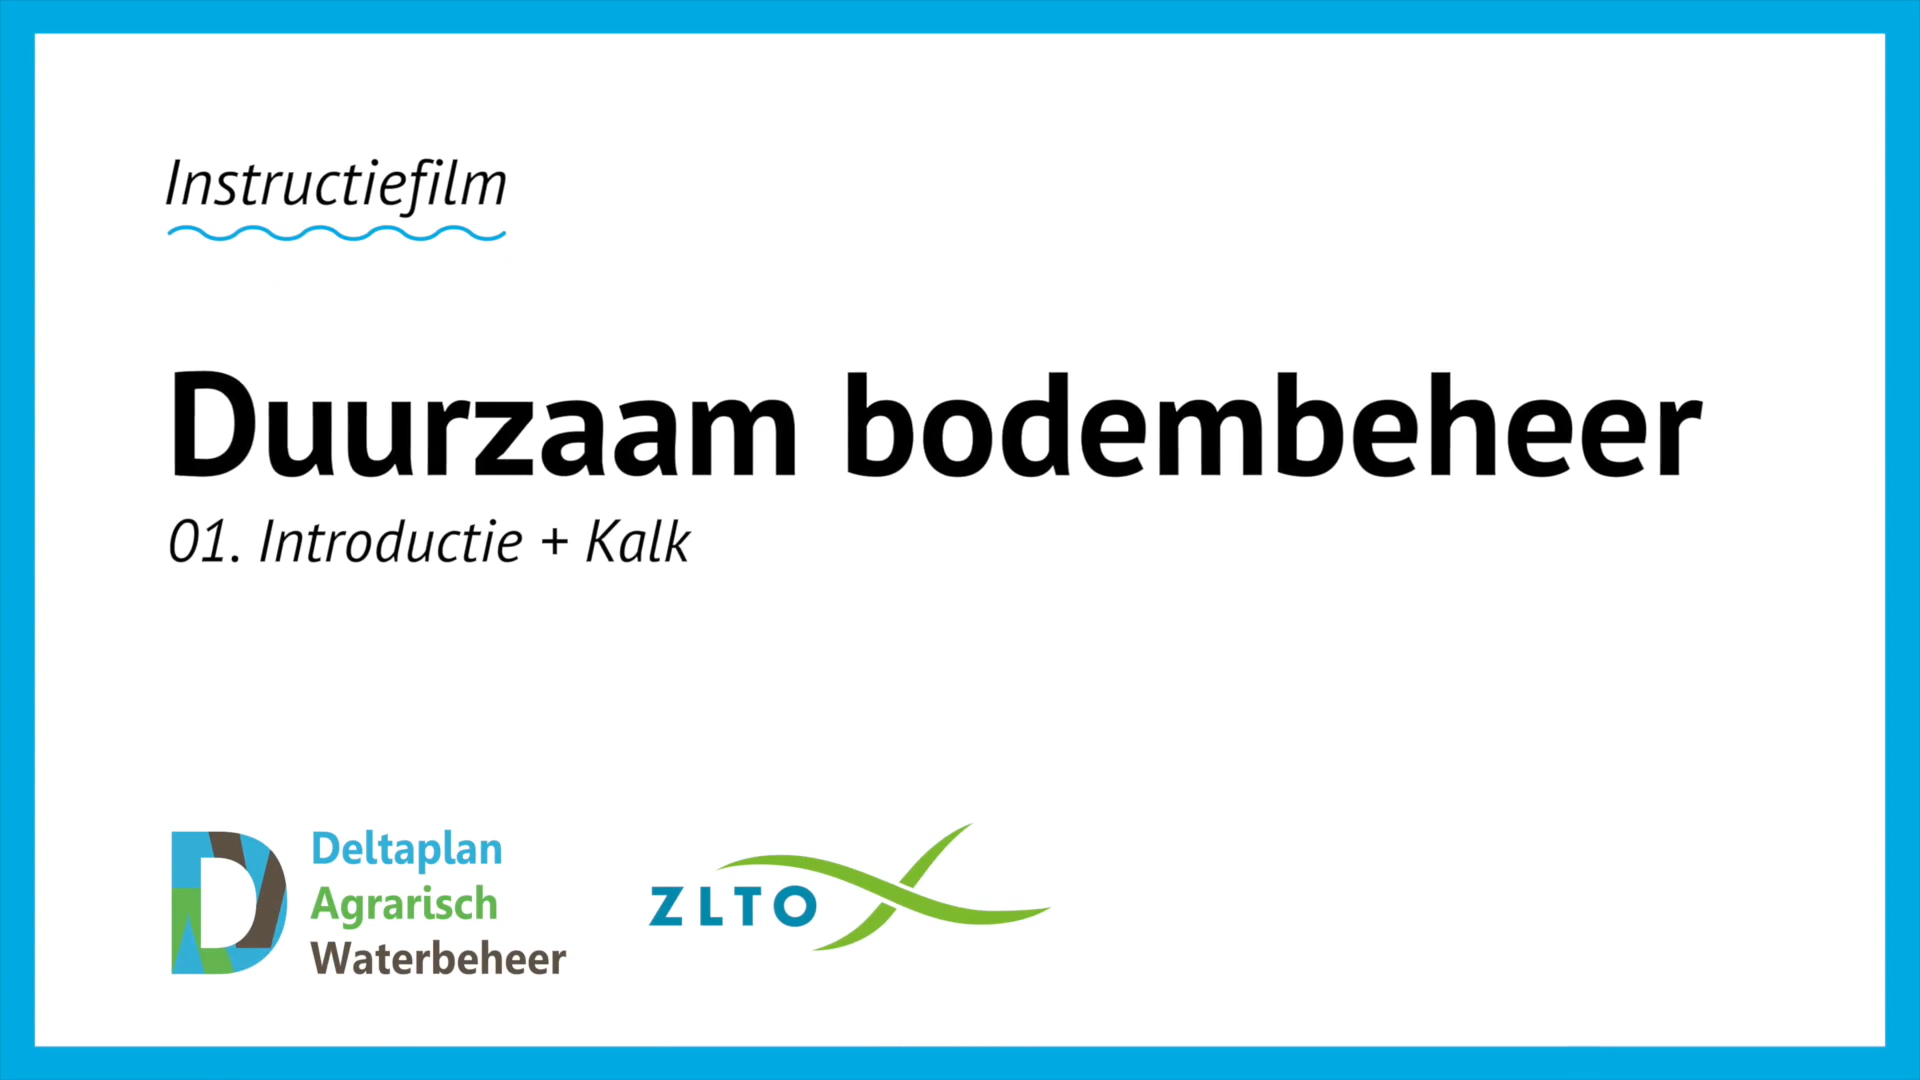 Instructiefilm
Duurzaam bodembeheer
01. Introductie + Kalk
Deltaplan
Agrarisch
Waterbeheer
ZLTO